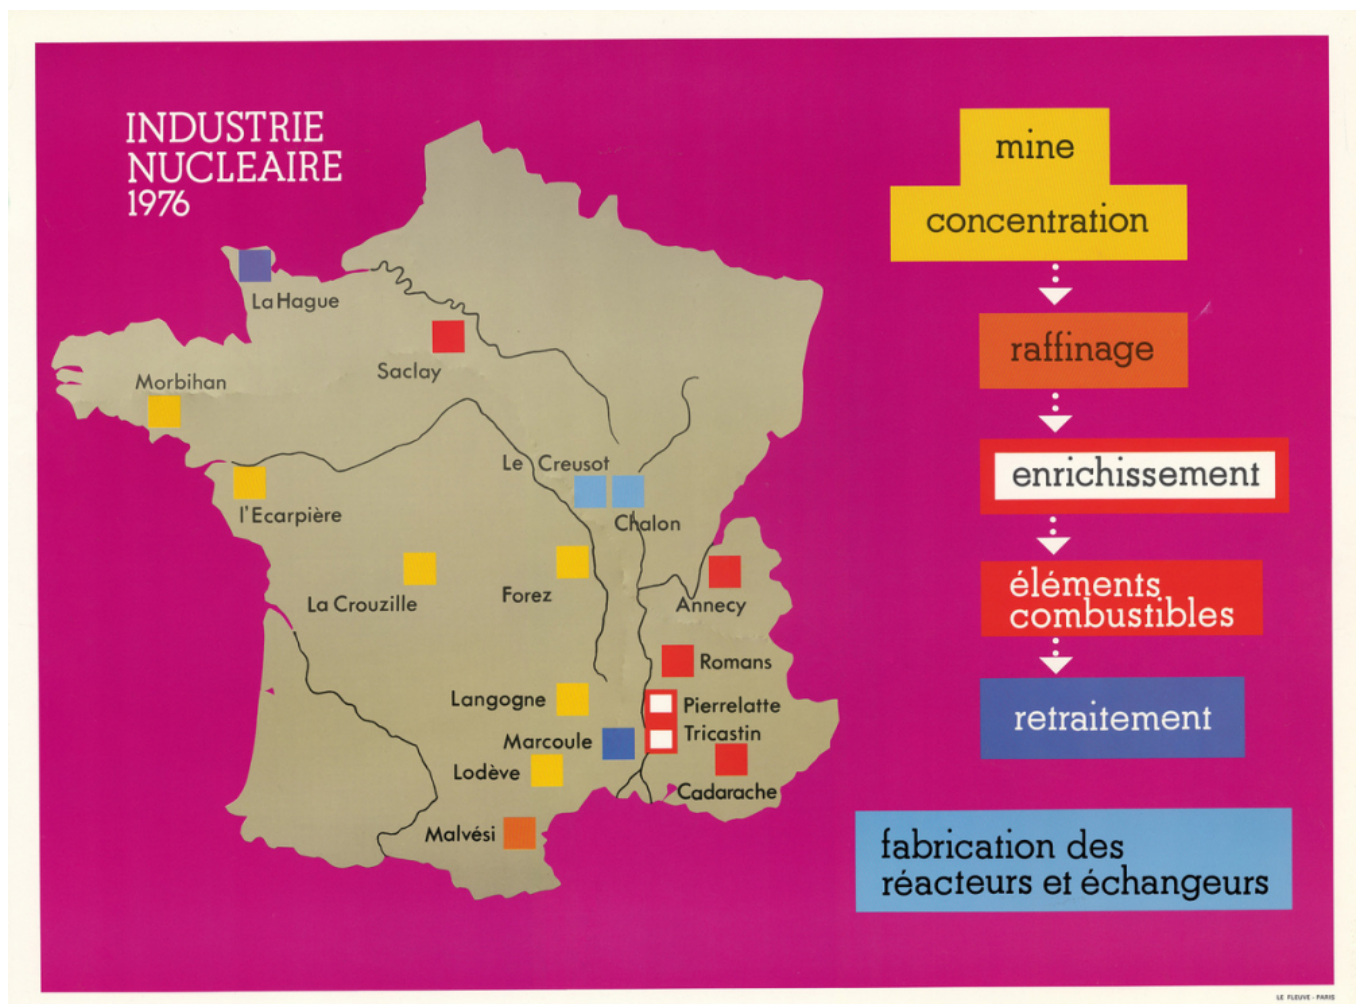 INDUSTRIE
NUCLEAIRE
1976
La Hague
Saclay
Morbihan
l'Ecarpière
Le Creusot
Chalon
La Crouzille
Forez
Annecy
Romans
Langogne
Pierrelatte
Marcoule
Tricastin
Lodève
Cadarache
Malvési
mine
concentration
raffinage
enrichissement
éléments
combustibles
retraitement
fabrication des
réacteurs et échangeurs
LE FLEUVE - PARIS